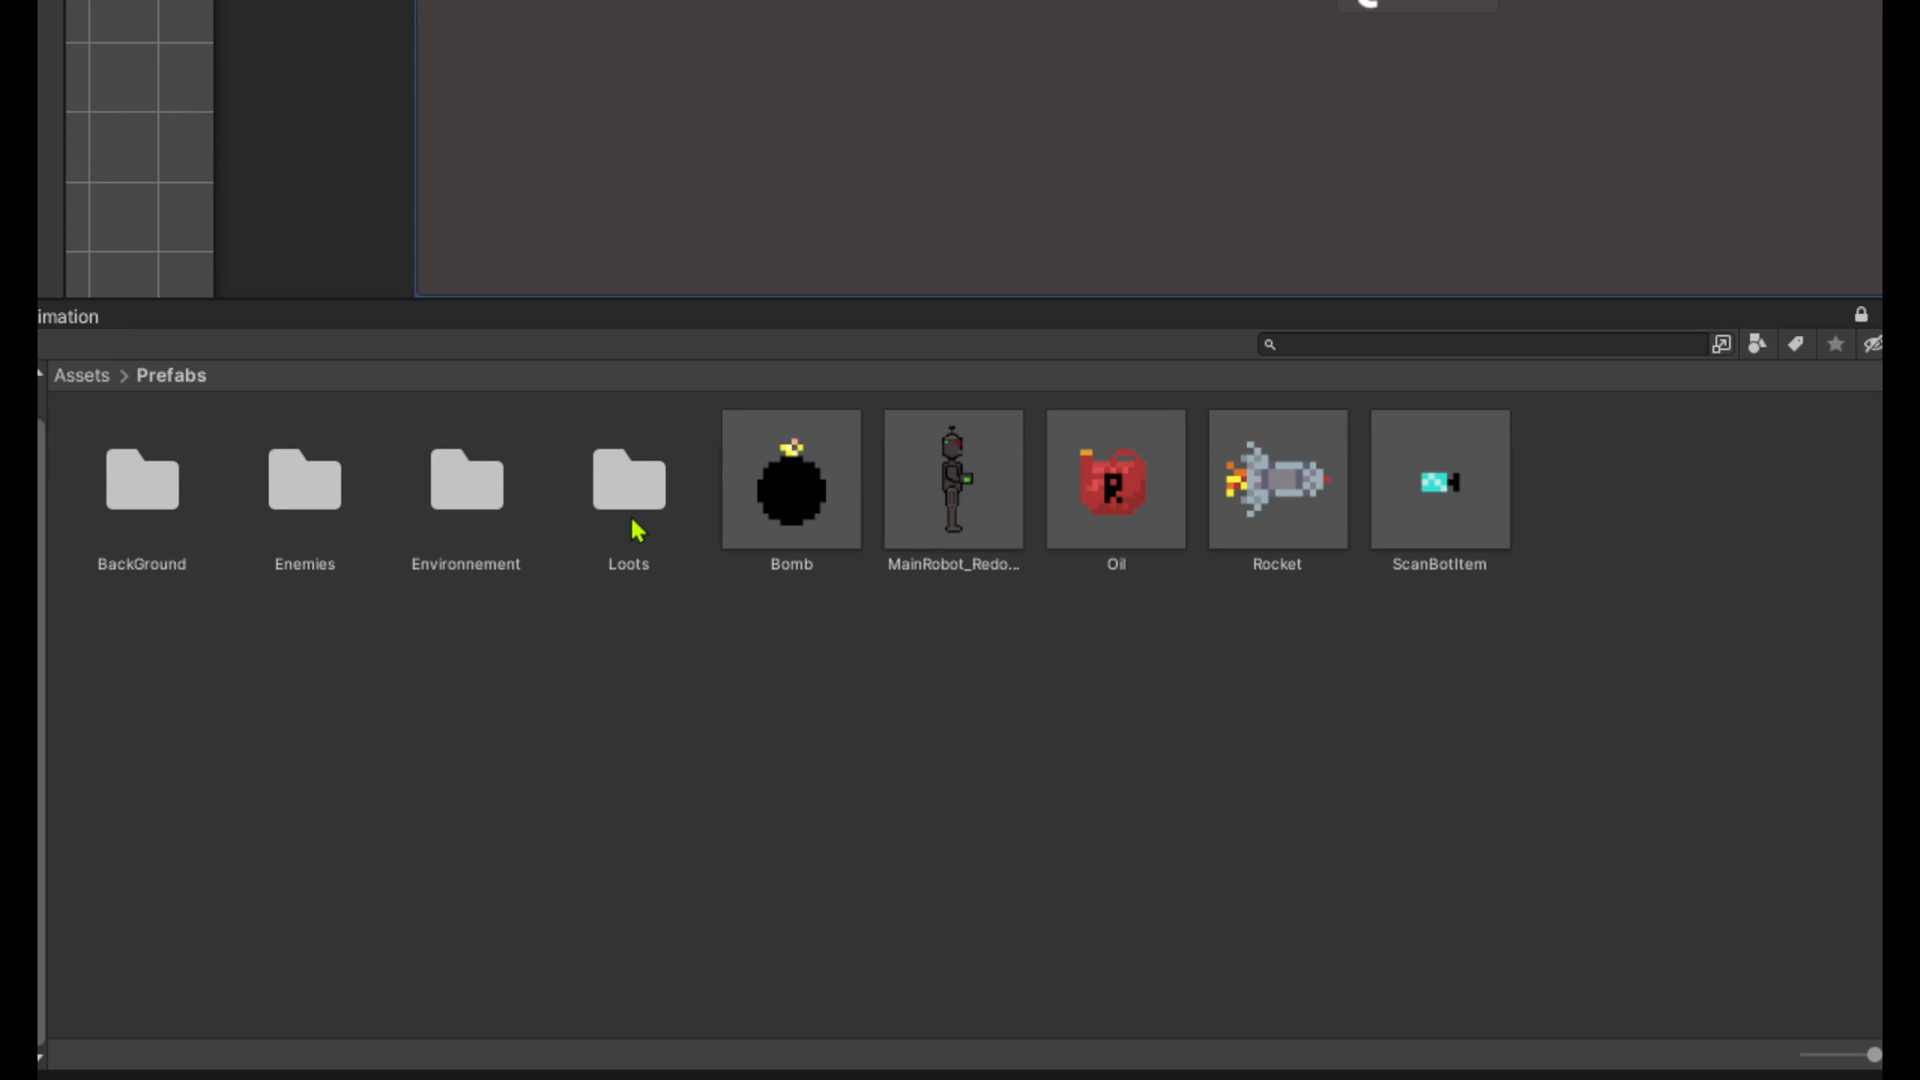 imation
Assets > Prefabs
BackGround Enemies Environnement Loots Bomb MainRobot_Redo... Oil Rocket ScanBotItem
R